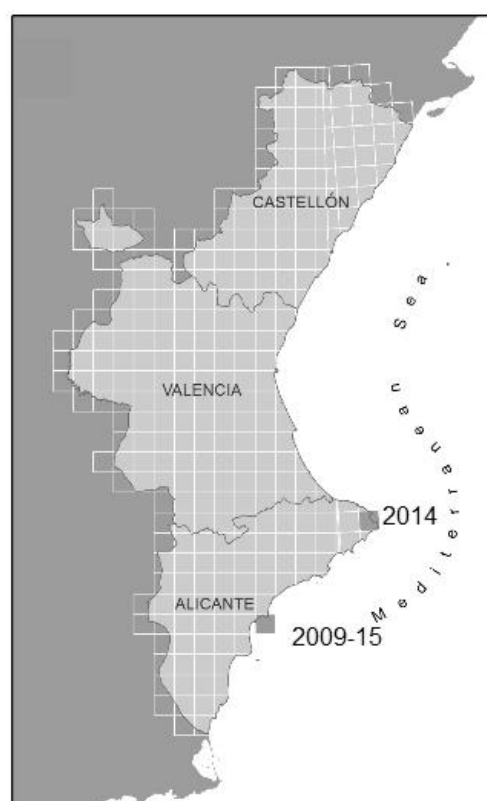 CASTELLÓN
VALENCIA
2014
ALICANTE
2009-15
Mediterranean Sea.